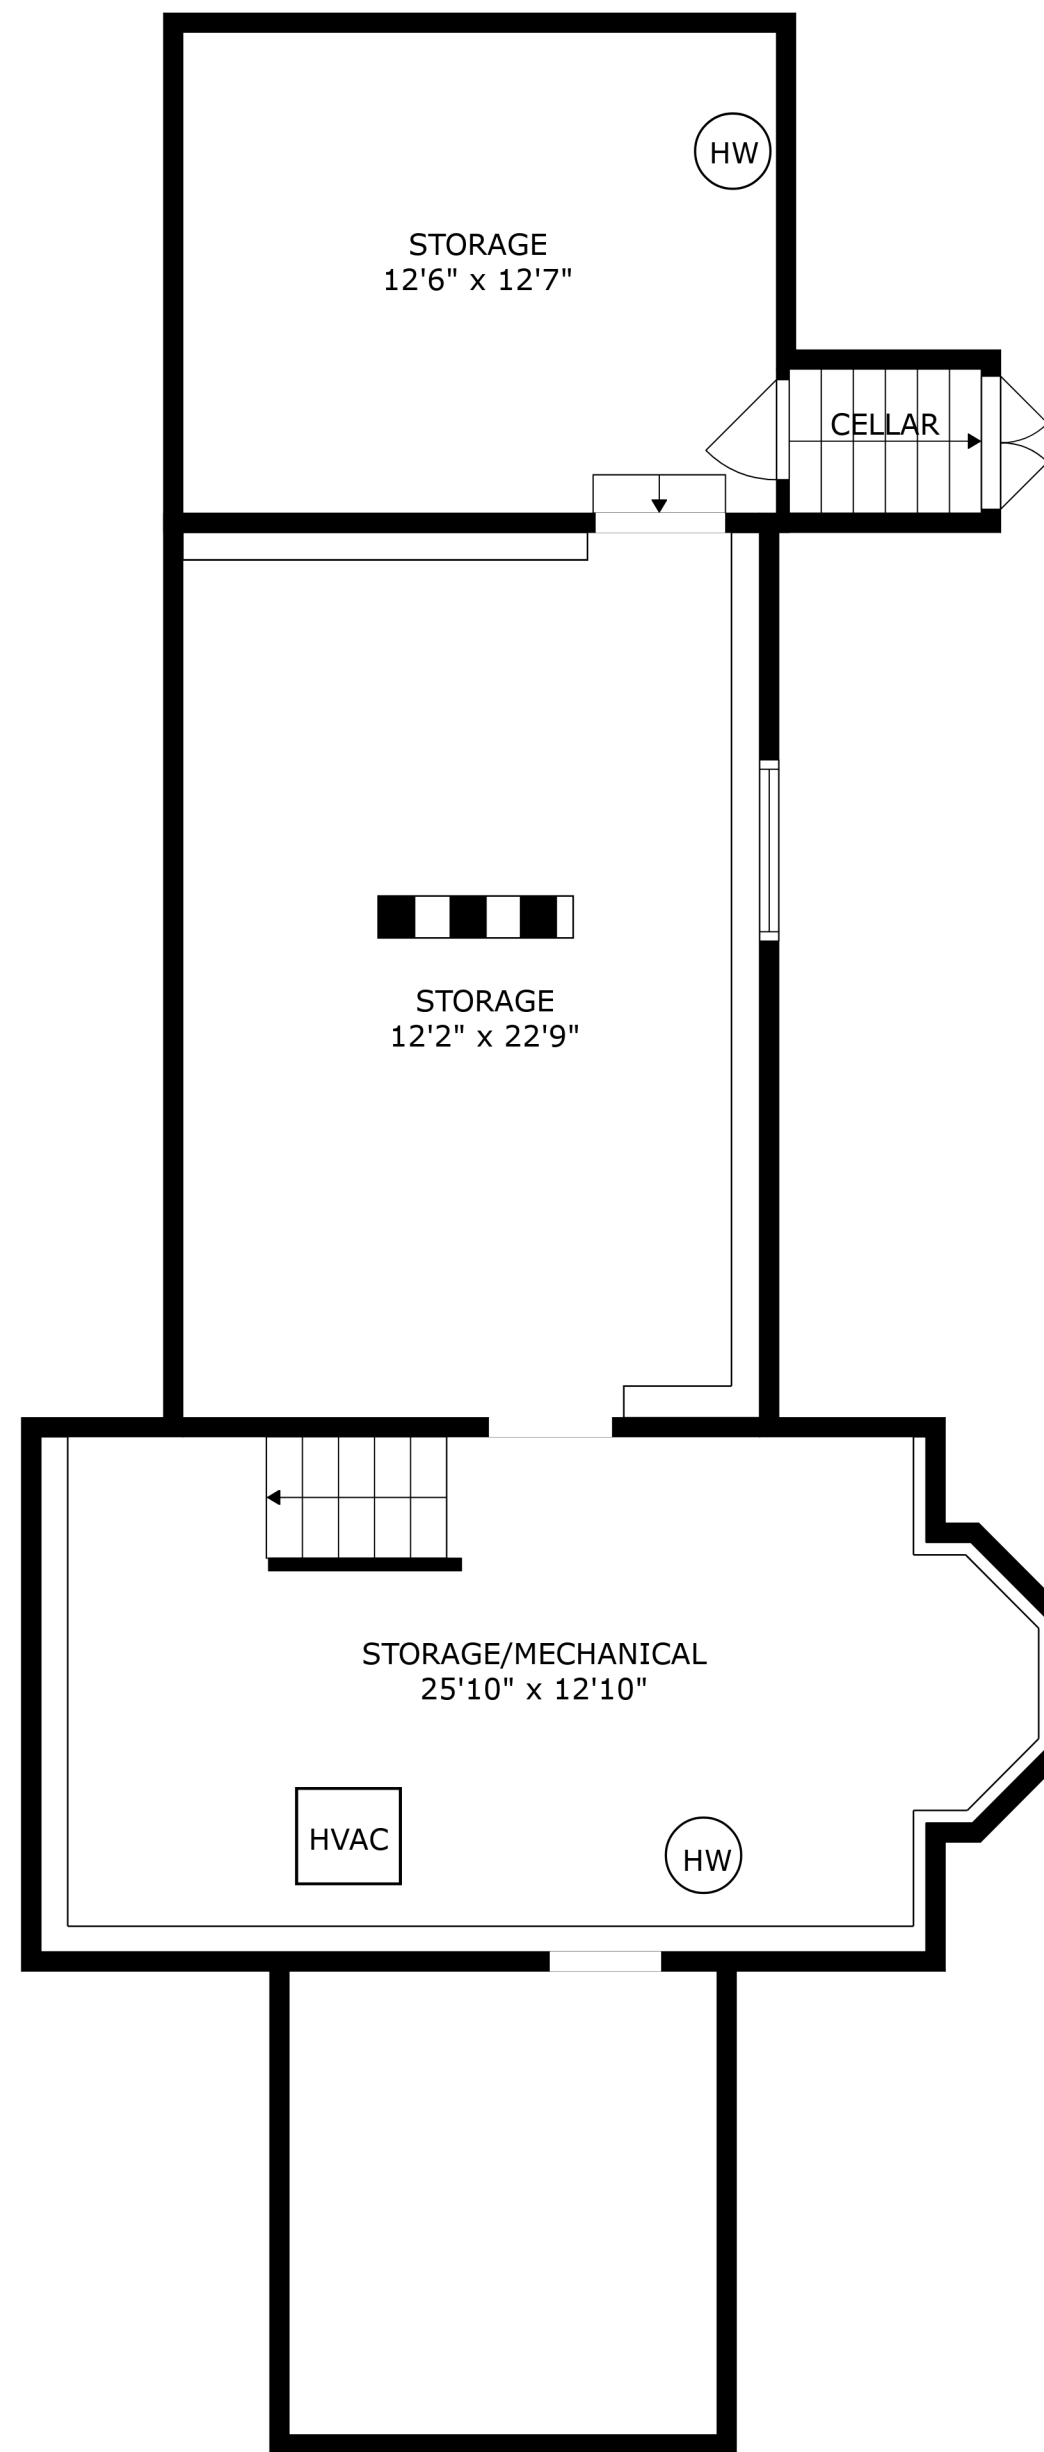 HW
STORAGE
12'6" x 12'7"
CELLAR
STORAGE
12'2" x 22'9"
STORAGE/MECHANICAL
25'10" x 12'10"
HVAC
HW